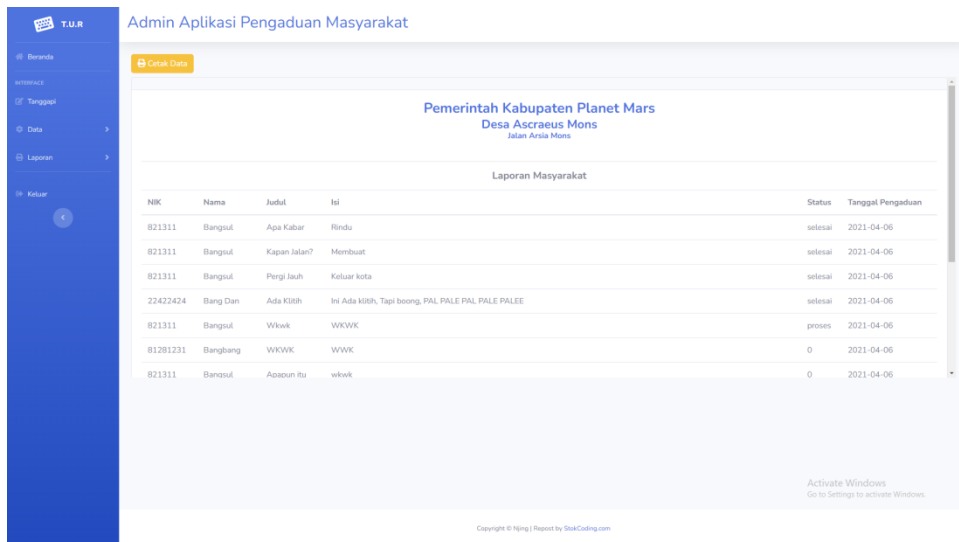 T.U.R
Admin Aplikasi Pengaduan Masyarakat
Beranda
INTERFACE
Tanggapi
Data
Laporan
Keluar
Cetak Data
Pemerintah Kabupaten Planet Mars
Desa Ascraeus Mons
Jalan Arsia Mons
Laporan Masyarakat
NIK Nama Judul Isi Status Tanggal Pengaduan
821311 Bangsul Apa Kabar Rindu selesai 2021-04-06
821311 Bangsul Kapan Jalan? Membuat selesai 2021-04-06
821311 Bangsul Pergi Jauh Keluar kota selesai 2021-04-06
22422424 Bang Dan Ada Klitih Ini Ada klitih, Tapi boong, PAL PALE PAL PALE PALEE selesai 2021-04-06
821311 Bangsul Wkwk WKWK proses 2021-04-06
81281231 Bangbang WKWK WWK 0 2021-04-06
821311 Bangsul Apapun itu wkwk 0 2021-04-06
Activate Windows
Go to Settings to activate Windows.
Copyright © Njing | Repost by StokCoding.com